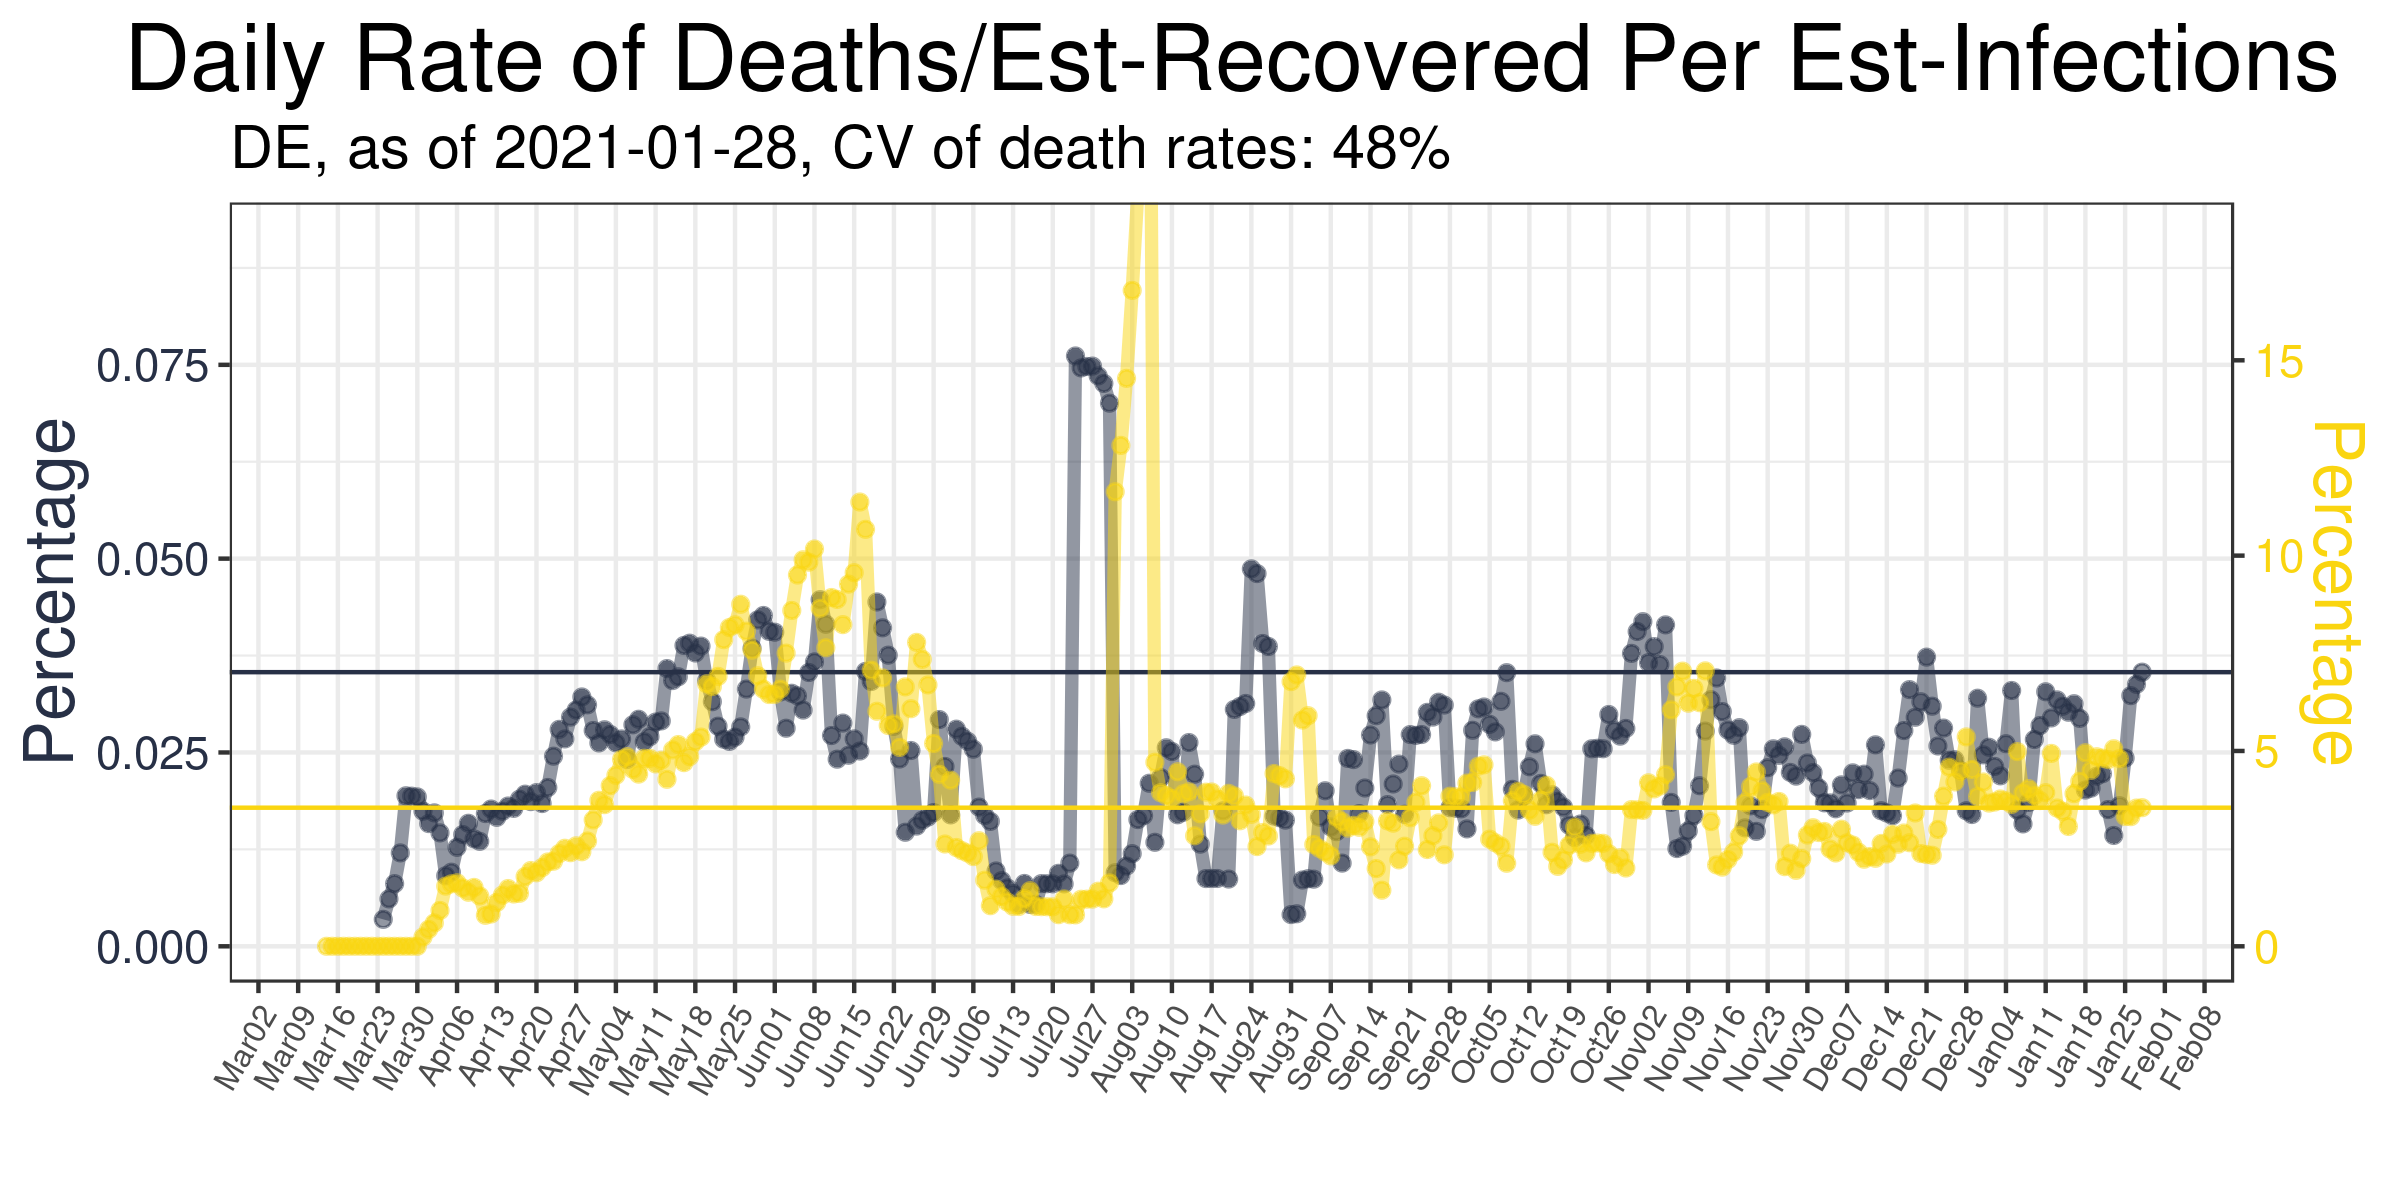 Daily Rate of Deaths/Est-Recovered Per Est-Infections
DE, as of 2021-01-28, CV of death rates: 48%
Percentage
0.075
0.050
0.025
0.000
15
10
5
0
Percentage
Mar02
Mar09
Mar16
Mar23
Mar30
Apr06
Apr13
Apr20
Apr27
May04
May11
May18
May25
Jun01
Jun08
Jun15
Jun22
Jun29
Jul06
Jul13
Jul20
Jul27
Aug03
Aug10
Aug17
Aug24
Aug31
Sep07
Sep14
Sep21
Sep28
Oct05
Oct12
Oct19
Oct26
Nov02
Nov09
Nov16
Nov23
Nov30
Dec07
Dec14
Dec21
Dec28
Jan04
Jan11
Jan18
Jan25
Feb01
Feb08